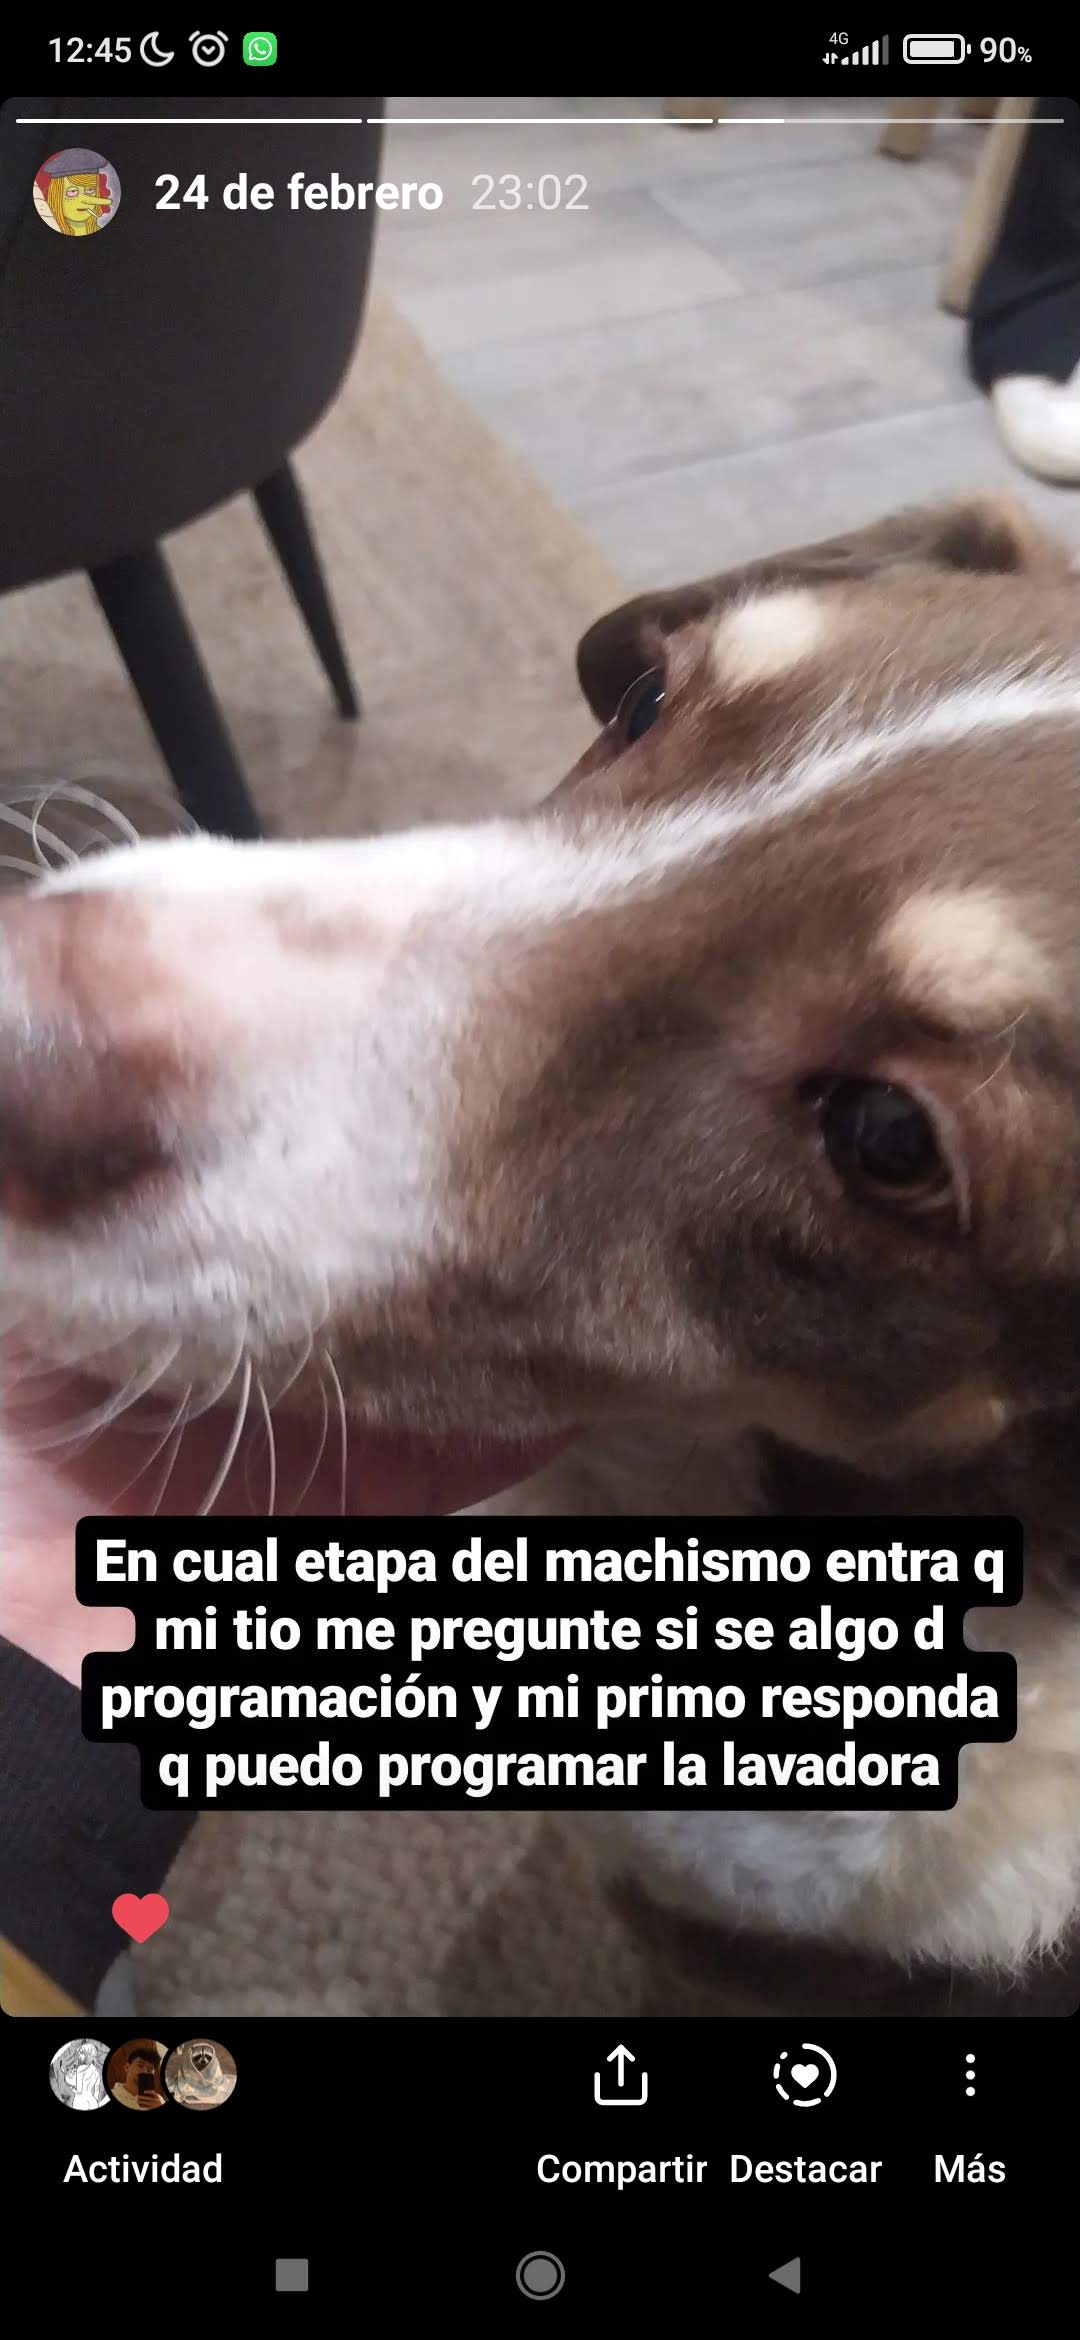 12:45
4G
90%
24 de febrero 23:02
En cual etapa del machismo entra q
mi tio me pregunte si se algo d
programación y mi primo responda
q puedo programar la lavadora
Actividad
Compartir
Destacar
Más